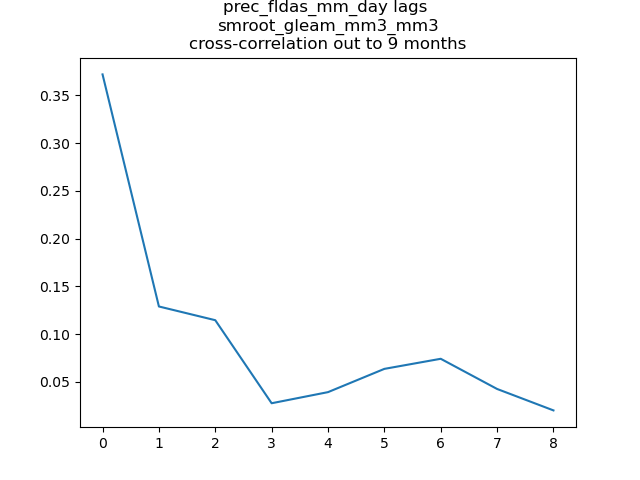 prec_fldas_mm_day lags
smroot_gleam_mm3_mm3
cross-correlation out to 9 months
0.35
0.30
0.25
0.20
0.15
0.10
0.05
0 1 2 3 4 5 6 7 8